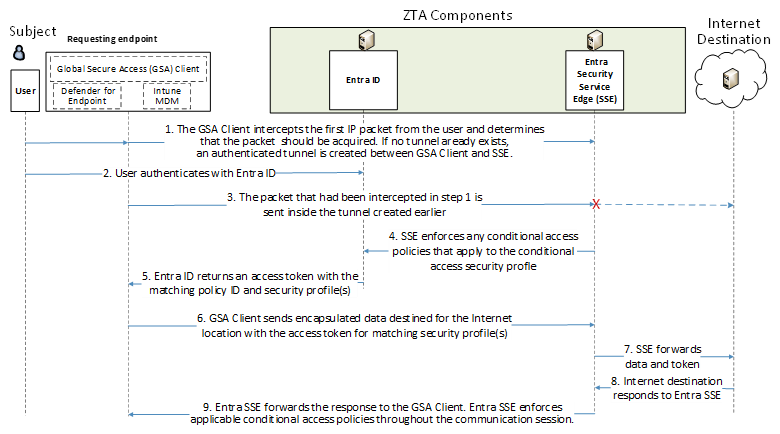 ZTA Components
Internet
Destination
Subject
Requesting endpoint
Global Secure Access (GSA) Client
Defender for
Endpoint
Intune
MDM
User
Entra ID
Entra
Security
Service
Edge (SSE)
1. The GSA Client intercepts the first IP packet from the user and determines
that the packet should be acquired. If no tunnel already exists,
an authenticated tunnel is created between GSA Client and SSE.
2. User authenticates with Entra ID
3. The packet that had been intercepted in step 1 is
sent inside the tunnel created earlier
X
4. SSE enforces any conditional access
policies that apply to the conditional
access security profle
5. Entra ID returns an access token with the
matching policy ID and security profile(s)
6. GSA Client sends encapsulated data destined for the Internet
location with the access token for matching security profile(s)
7. SSE forwards
data and token
8. Internet destination
responds to Entra SSE
9. Entra SSE forwards the response to the GSA Client. Entra SSE enforces
applicable conditional access policies throughout the communication session.